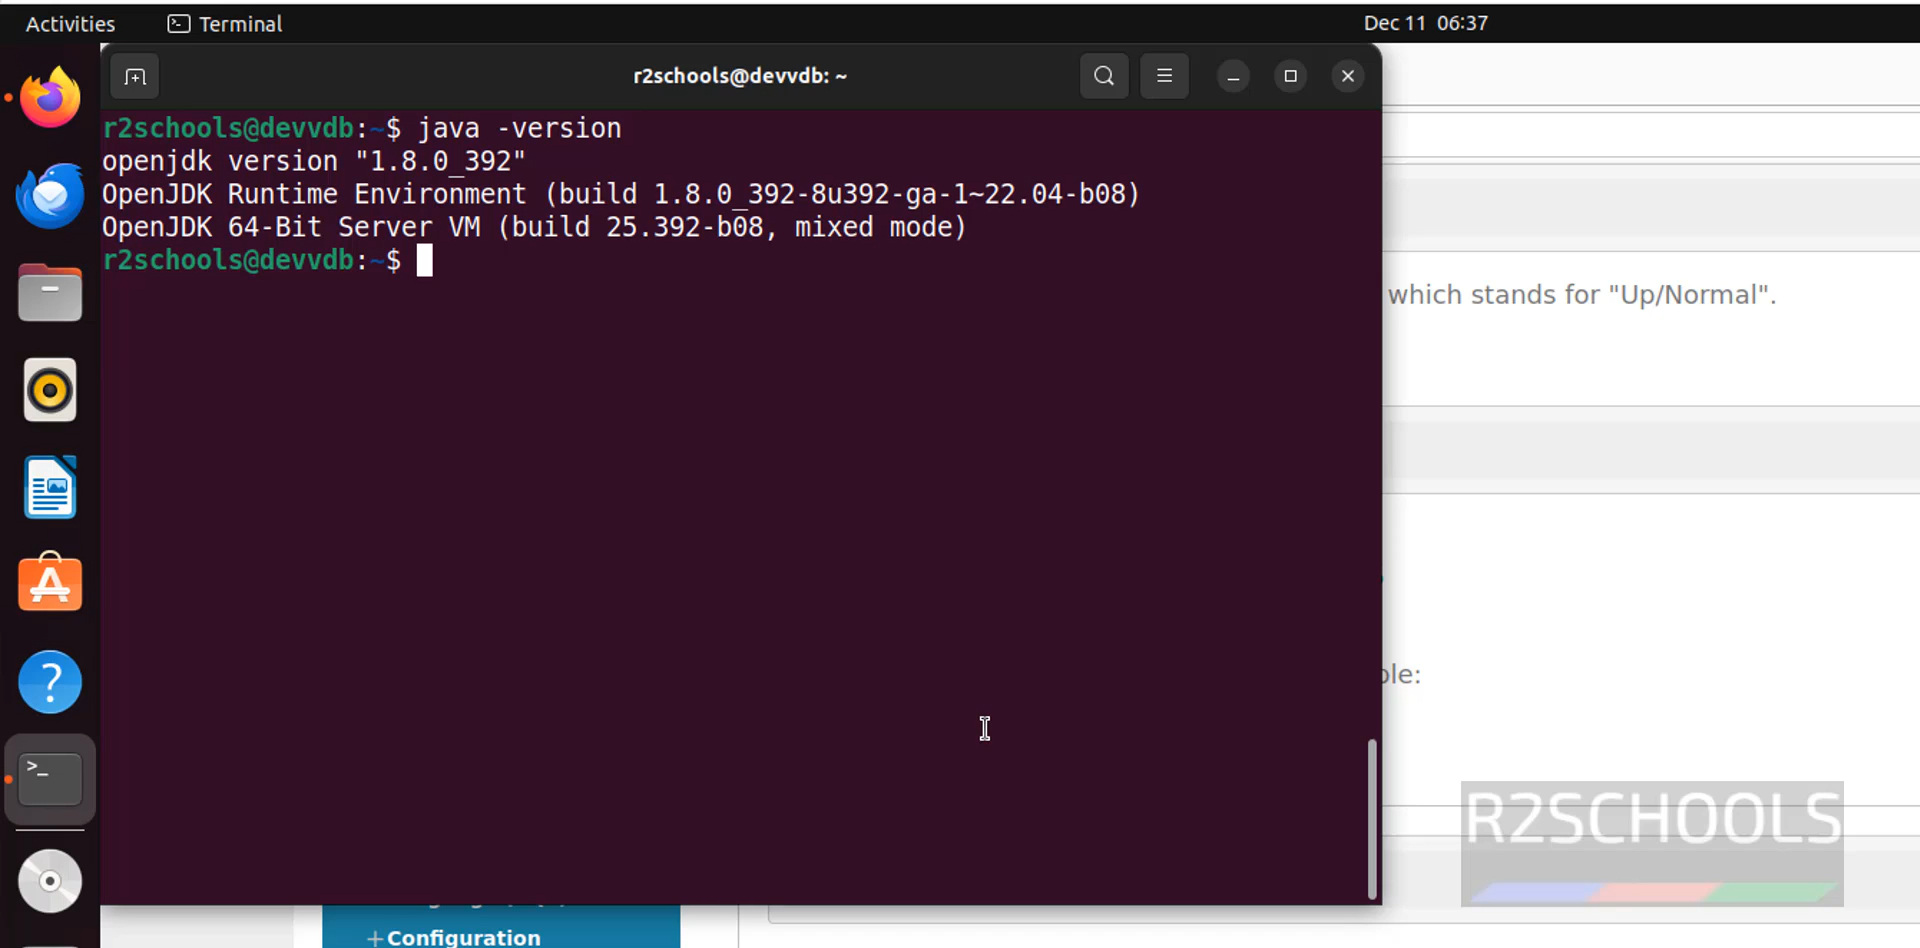 Activities
Terminal
Dec 11 06:37
r2schools@devvdb: ~
r2schools@devvdb:~$ java -version
openjdk version "1.8.0_392"
OpenJDK Runtime Environment (build 1.8.0_392-8u392-ga-1~22.04-b08)
OpenJDK 64-Bit Server VM (build 25.392-b08, mixed mode)
r2schools@devvdb:~$
which stands for "Up/Normal".
ple:
R2SCHOOLS
+Configuration